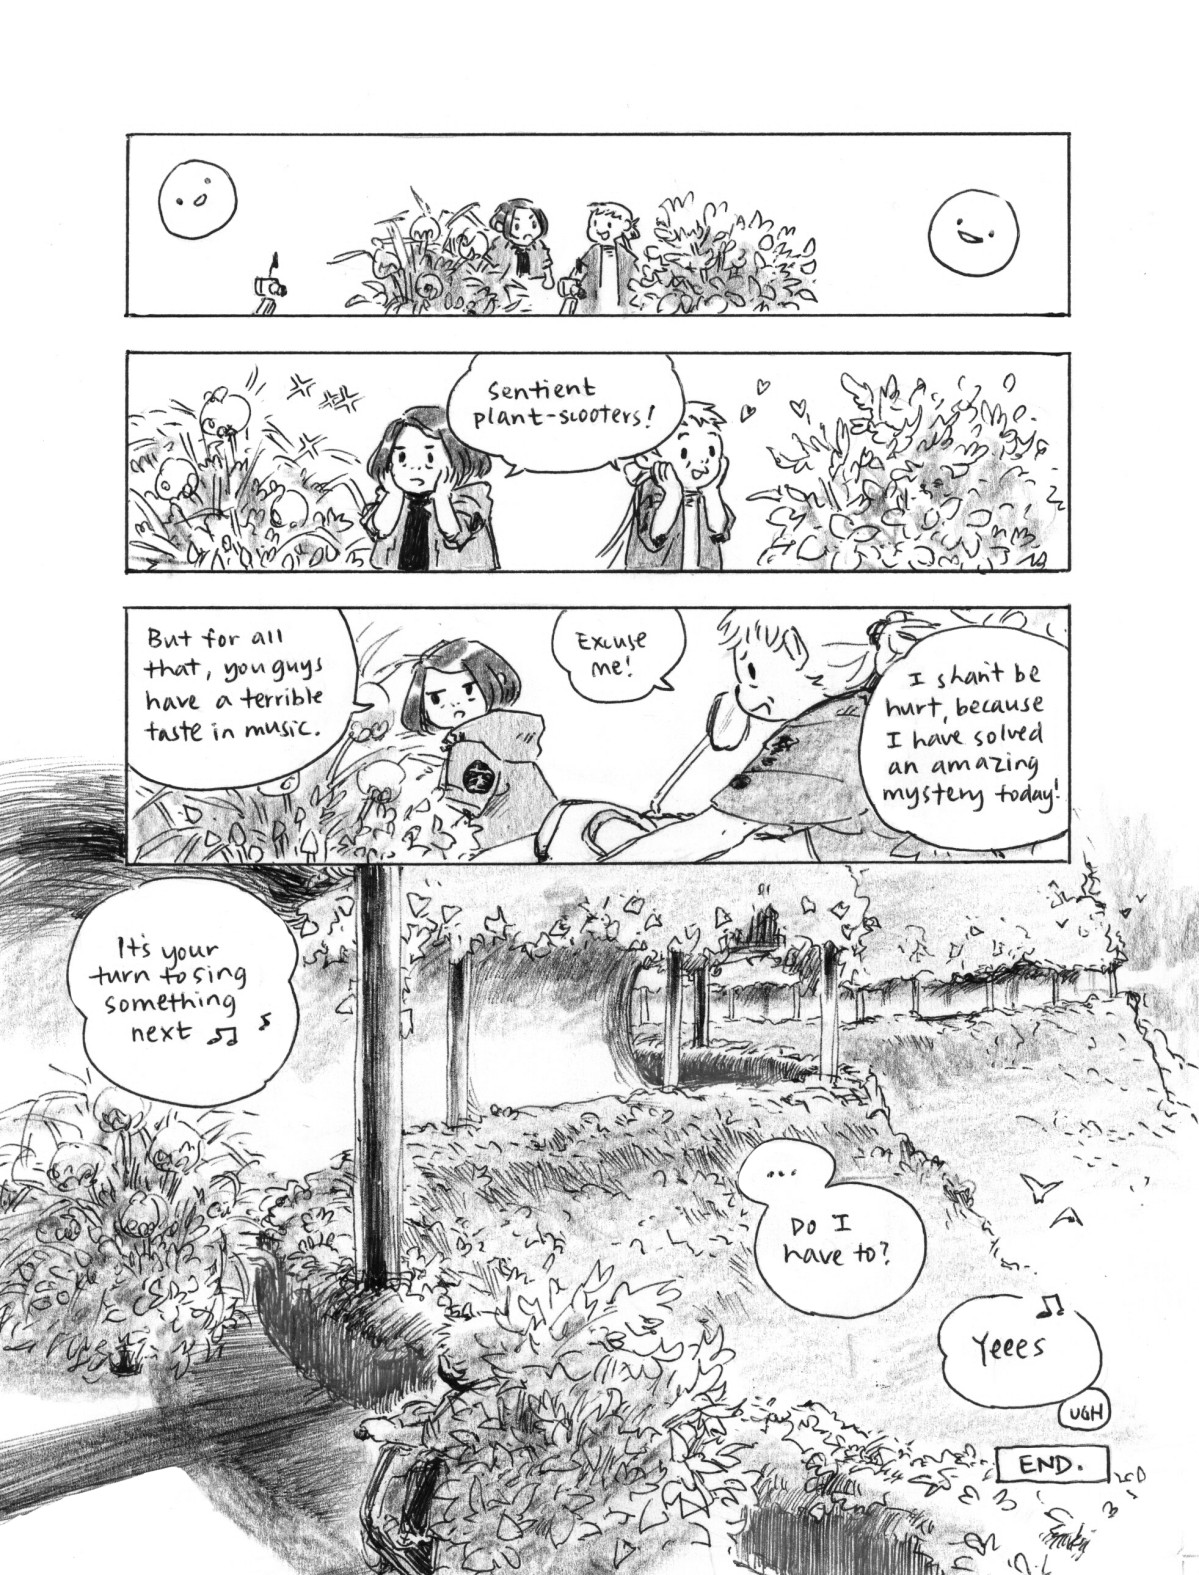 sentient
plant-scooters!
But for all
that, you guys
have a terrible
taste in music.
Excuse
me!
I shan't be
hurt, because
I have solved
an amazing
mystery today!
It's your
turn to sing
something
next
...
Do I
have to?
Yeees
UGH
END.